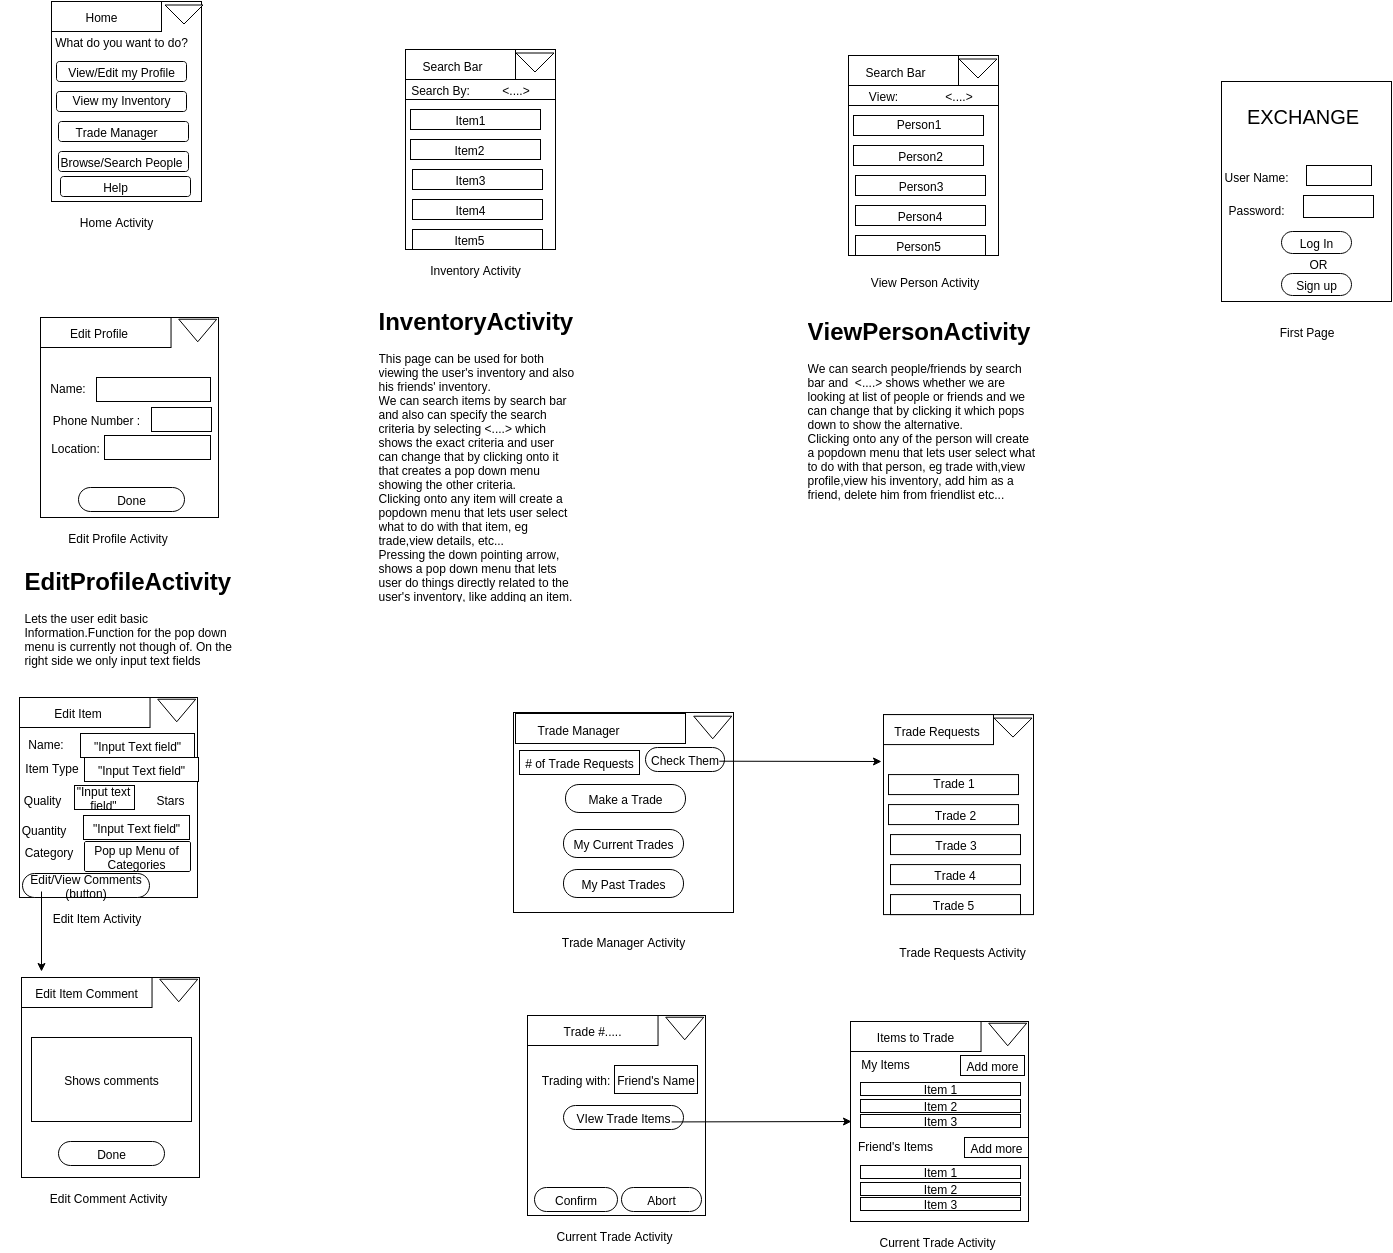 Home
What do you want to do?
View/Edit my Profile
View my Inventory
Trade Manager
Browse/Search People
Help
Home Activity
Search Bar
Search By: <....>
Item1
Item2
Item3
Item4
Item5
Inventory Activity
Search Bar
View: <....>
Person1
Person2
Person3
Person4
Person5
View Person Activity
EXCHANGE
User Name:
Password:
Log In
OR
Sign up
First Page
Edit Profile
Name:
Phone Number :
Location:
Done
Edit Profile Activity
EditProfileActivity
Lets the user edit basic
Information.Function for the pop down
menu is currently not though of. On the
right side we only input text fields
InventoryActivity
This page can be used for both
viewing the user's inventory and also
his friends' inventory.
We can search items by search bar
and also can specify the search
criteria by selecting <....> which
shows the exact criteria and user
can change that by clicking onto it
that creates a pop down menu
showing the other criteria.
Clicking onto any item will create a
popdown menu that lets user select
what to do with that item, eg
trade,view details, etc...
Pressing the down pointing arrow,
shows a pop down menu that lets
user do things directly related to the
user's inventory, like adding an item.
ViewPersonActivity
We can search people/friends by search
bar and <....> shows whether we are
looking at list of people or friends and we
can change that by clicking it which pops
down to show the alternative.
Clicking onto any of the person will create
a popdown menu that lets user select what
to do with that person, eg trade with,view
profile,view his inventory, add him as a
friend, delete him from friendlist etc...
Edit Item
Name: "Input Text field"
Item Type "Input Text field"
Quality "Input text
field" Stars
Quantity "Input Text field"
Category Pop up Menu of
Categories
Edit/View Comments
(button)
Edit Item Activity
Edit Item Comment
Shows comments
Done
Edit Comment Activity
Trade Manager
# of Trade Requests Check Them
Make a Trade
My Current Trades
My Past Trades
Trade Manager Activity
Trade Requests
Trade 1
Trade 2
Trade 3
Trade 4
Trade 5
Trade Requests Activity
Trade #.....
Trading with: Friend's Name
VIew Trade Items
Confirm Abort
Current Trade Activity
Items to Trade
My Items Add more
Item 1
Item 2
Item 3
Friend's Items Add more
Item 1
Item 2
Item 3
Current Trade Activity